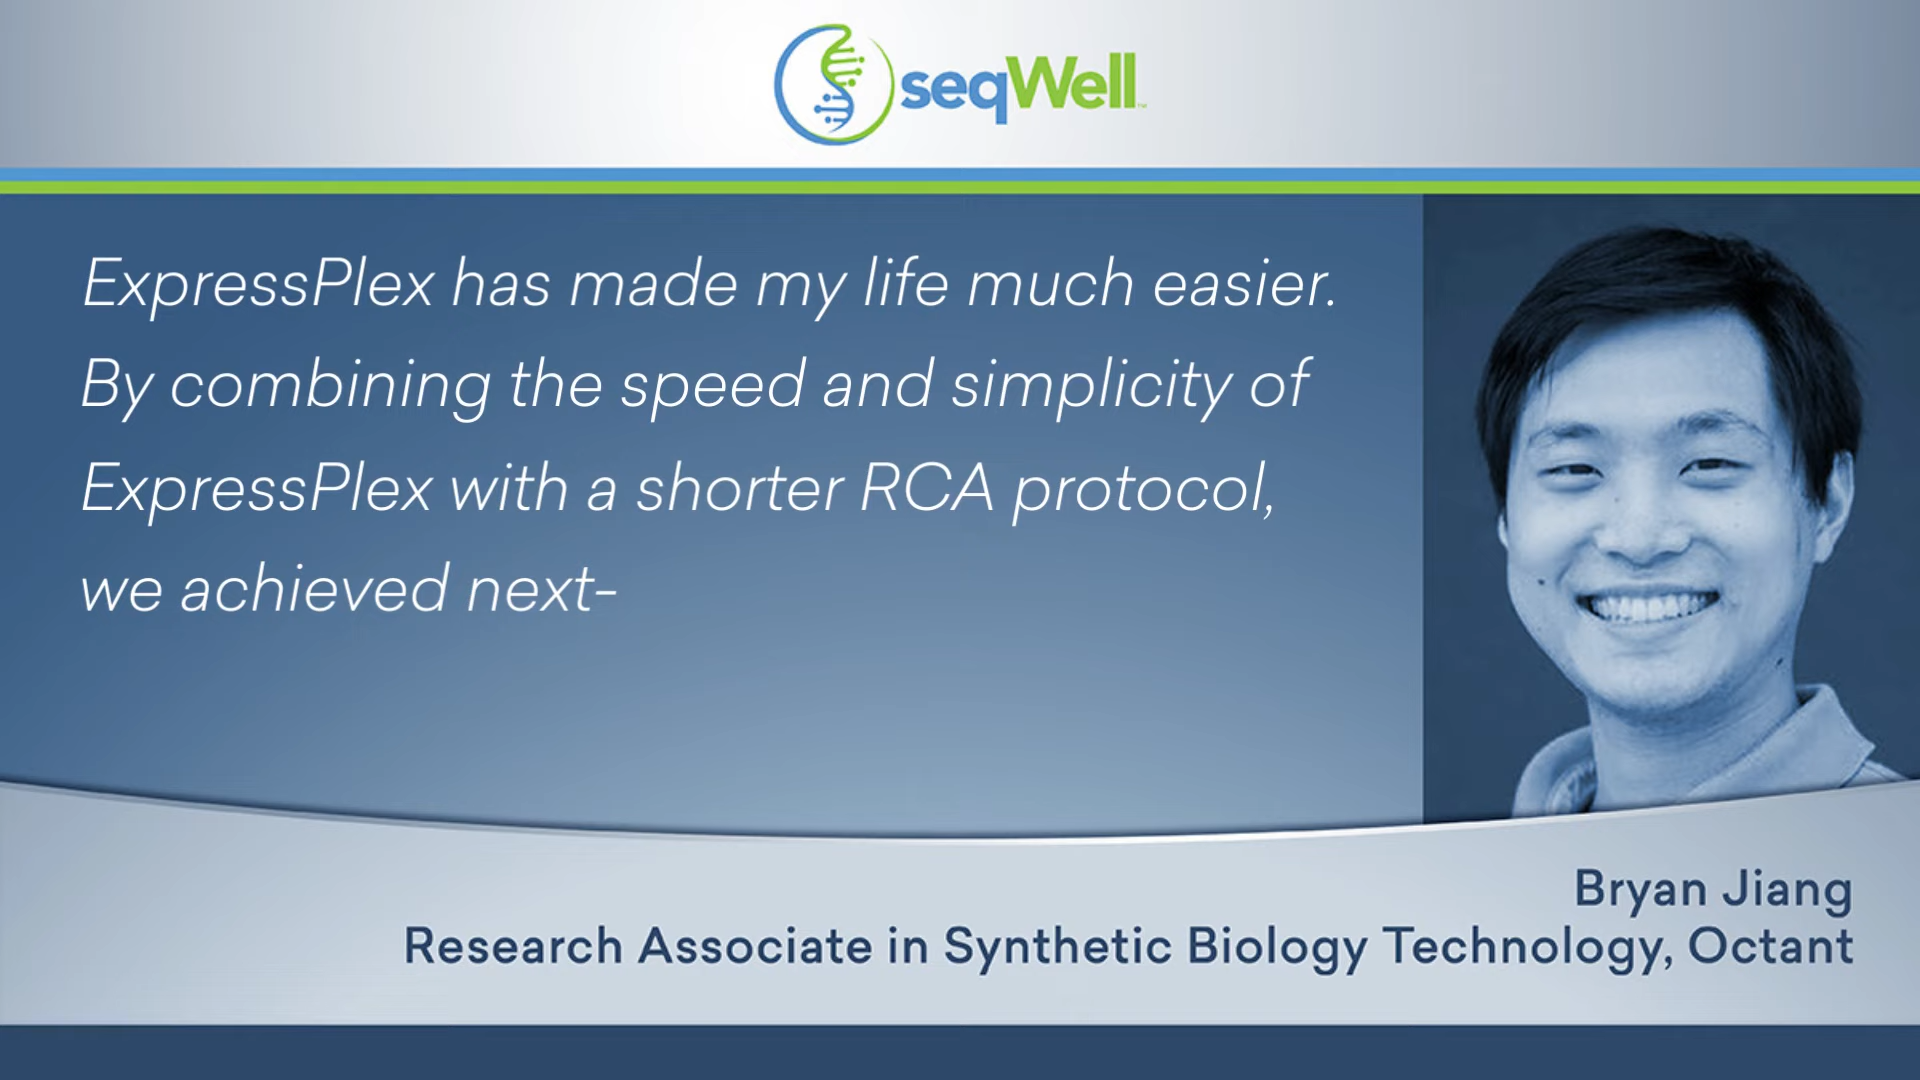 seqWell™
ExpressPlex has made my life much easier.
By combining the speed and simplicity of
ExpressPlex with a shorter RCA protocol,
we achieved next-
Bryan Jiang
Research Associate in Synthetic Biology Technology, Octant